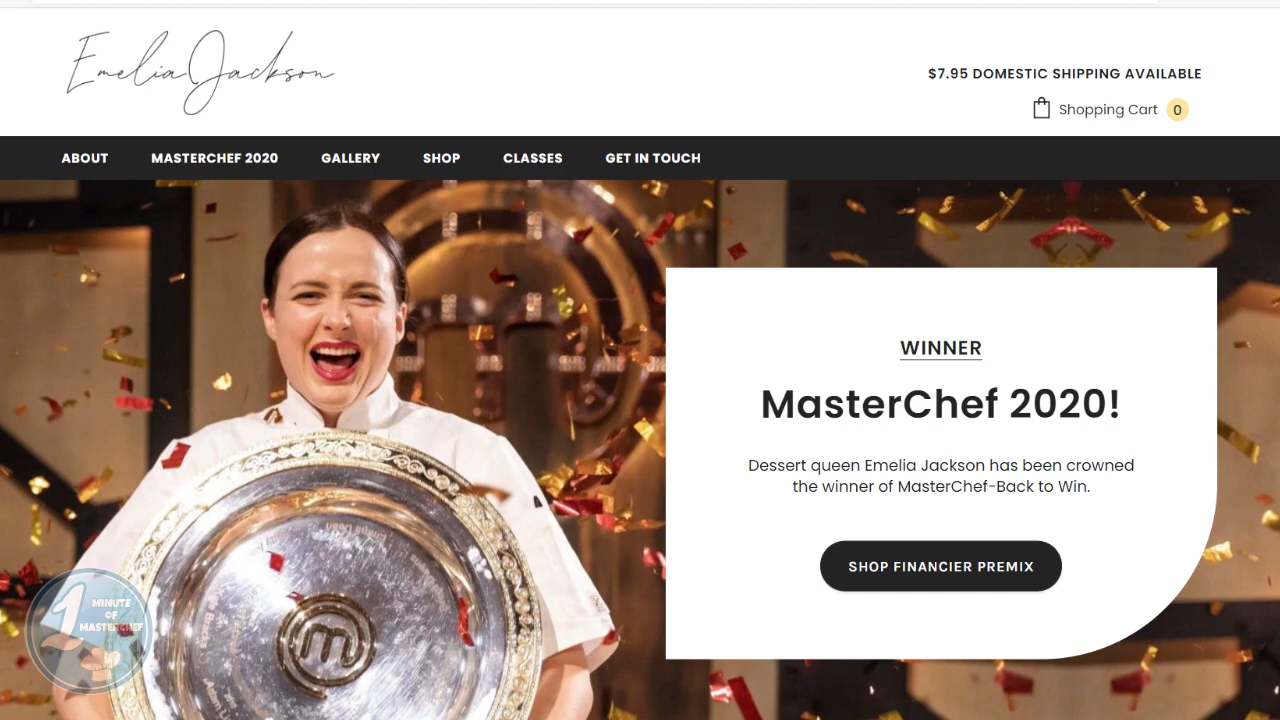 Emelia Jackson
$7.95 DOMESTIC SHIPPING AVAILABLE
Shopping Cart 0
ABOUT MASTERCHEF 2020 GALLERY SHOP CLASSES GET IN TOUCH
WINNER
MasterChef 2020!
Dessert queen Emelia Jackson has been crowned
the winner of MasterChef-Back to Win.
SHOP FINANCIER PREMIX
1 MINUTE
OF
MASTERCHEF
m